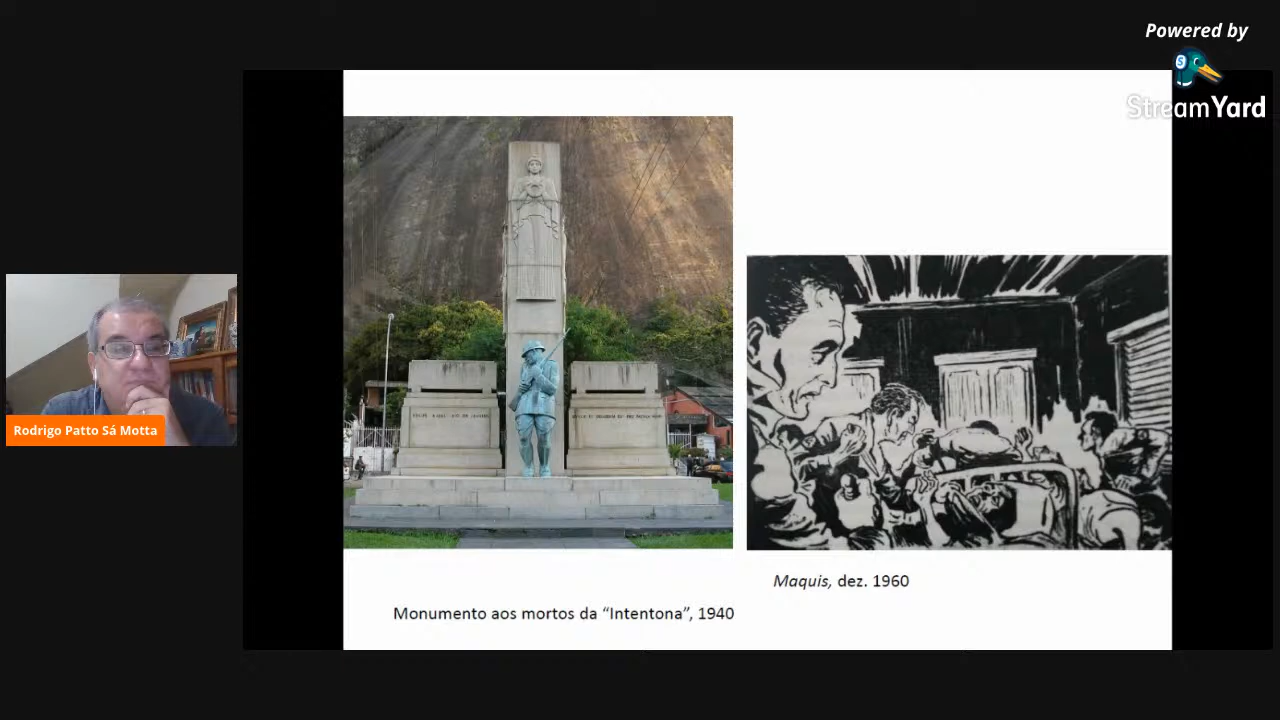 Powered by
StreamYard
Rodrigo Patto Sá Motta
Maquis, dez. 1960
Monumento aos mortos da “Intentona”, 1940